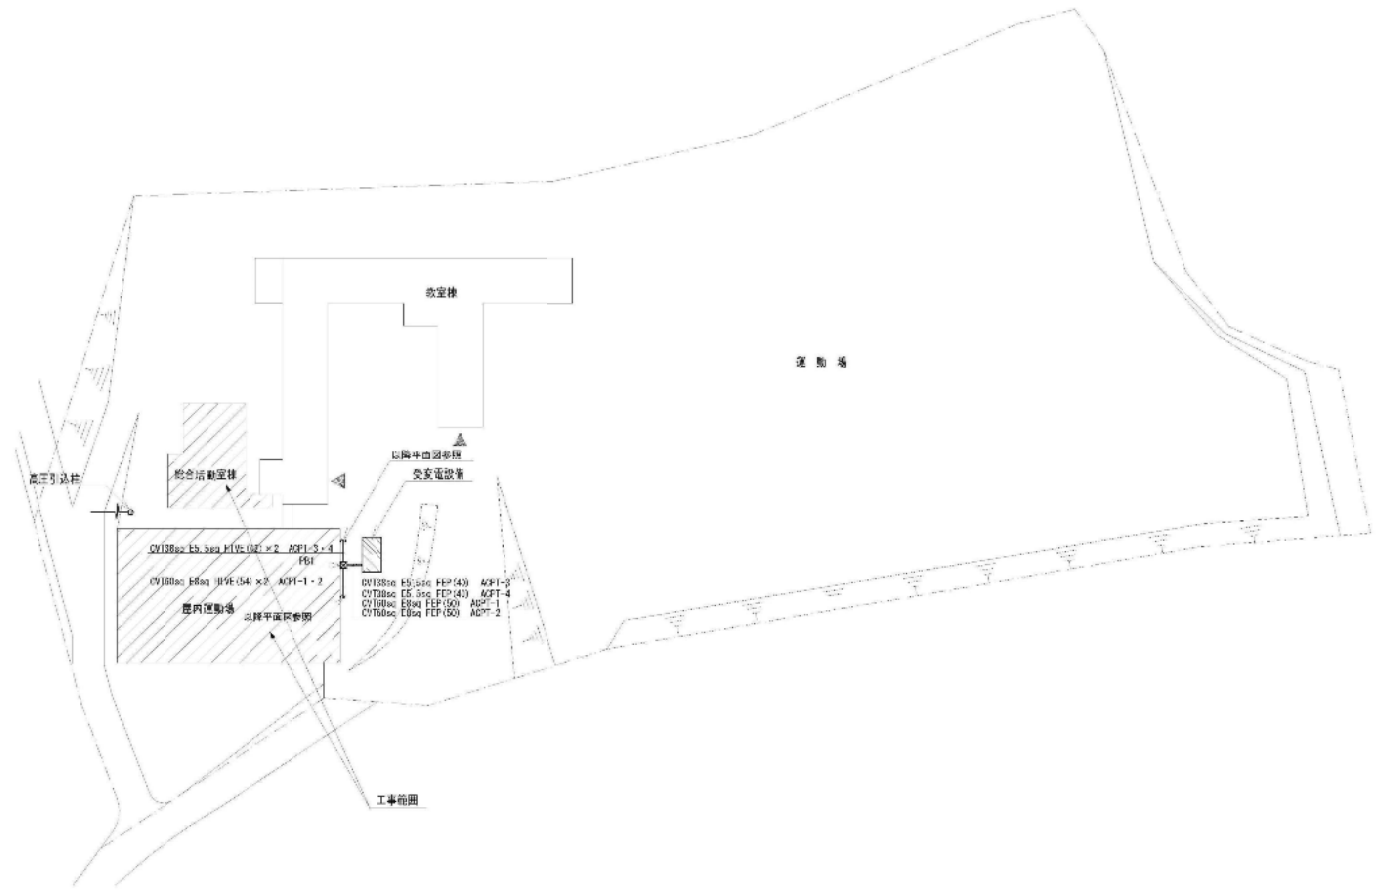 教室棟
運 動 場
以降平面図参照
受変電設備
総合活動室棟
高圧引込柱
CVT38sq E5.5sq HIVE(42)×2 ACPT-3・4
PB1
CVT60sq E8sq HIVE(54)×2 ACPT-1・2
CVT38sq E5.5sq FEP(40) ACPT-3
CVT38sq E5.5sq FEP(40) ACPT-4
CVT60sq E8sq FEP(50) ACPT-1
CVT60sq E8sq FEP(50) ACPT-2
屋内運動場
以降平面図参照
工事範囲